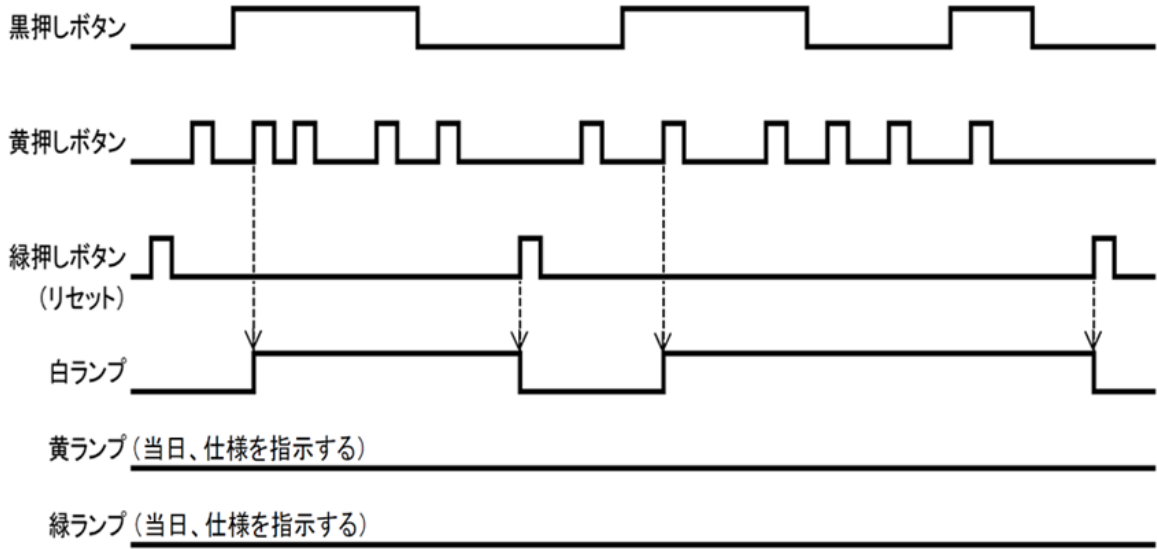 黒押しボタン
黄押しボタン
緑押しボタン
(リセット)
白ランプ
黄ランプ(当日、仕様を指示する)
緑ランプ(当日、仕様を指示する)